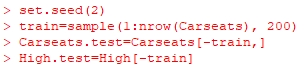 > set.seed(2)
> train=sample(1:nrow(Carseats), 200)
> Carseats.test=Carseats[-train,]
> High.test=High[-train]